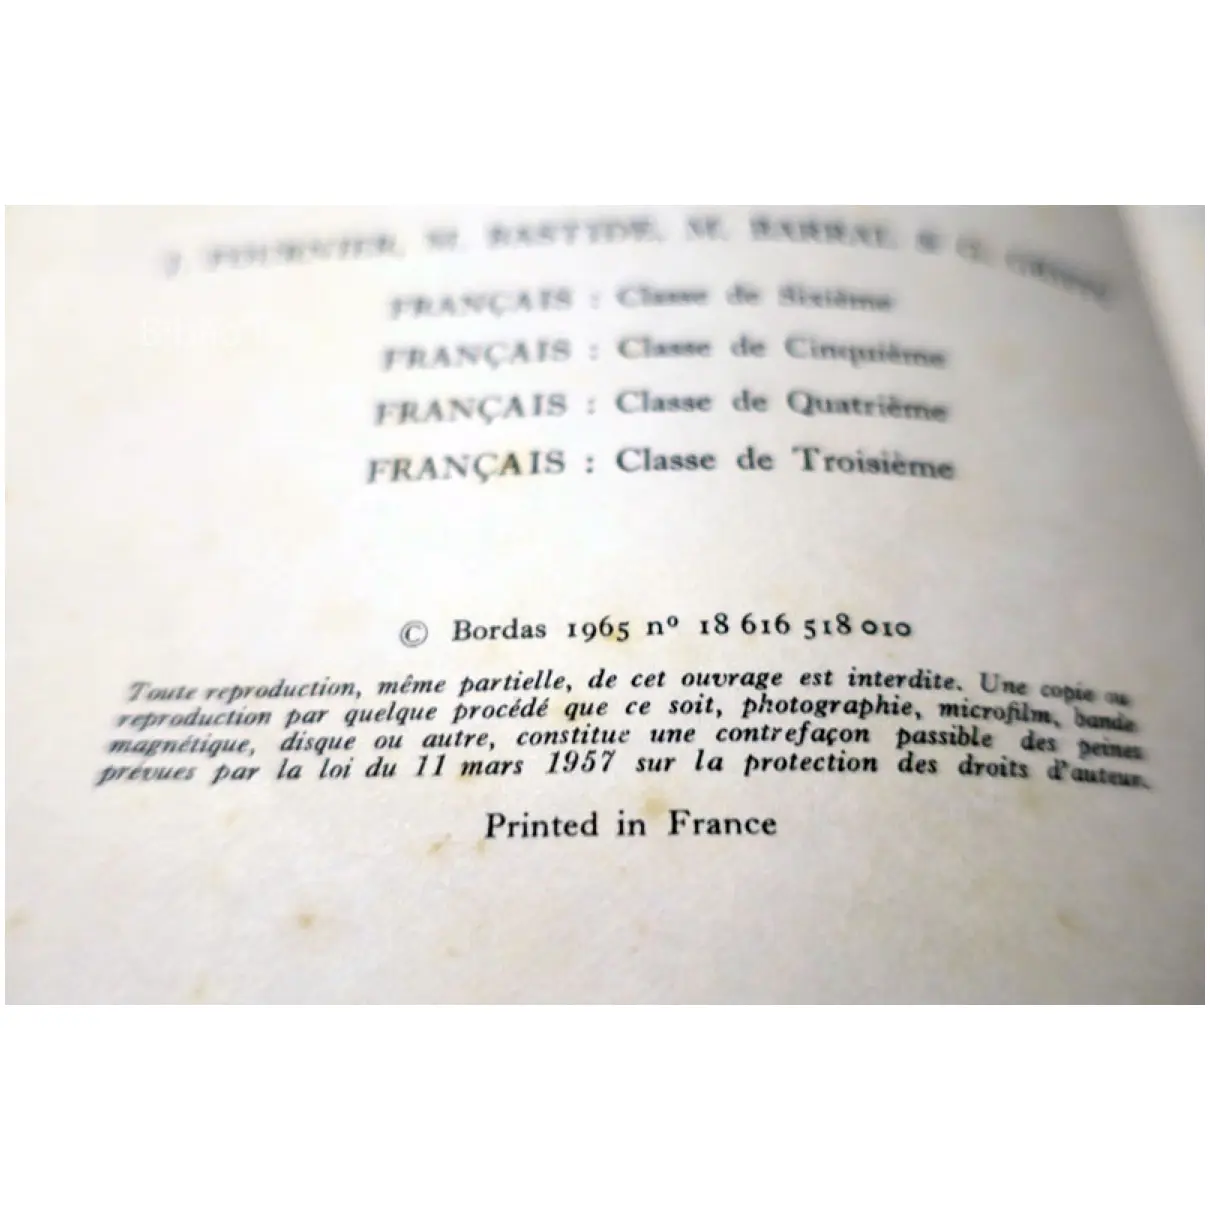 J. FOURNIER, M. BASTIDE, M. BARRAL & G.
FRANÇAIS : Classe de Sixième
FRANÇAIS : Classe de Cinquième
FRANÇAIS : Classe de Quatrième
FRANÇAIS : Classe de Troisième
© Bordas 1965 nº 18 616 518 010
Toute reproduction, même partielle, de cet ouvrage est interdite. Une copie ou
reproduction par quelque procédé que ce soit, photographie, microfilm, bande
magnétique, disque ou autre, constitue une contrefaçon passible des peines
prévues par la loi du 11 mars 1957 sur la protection des droits d'auteur.
Printed in France